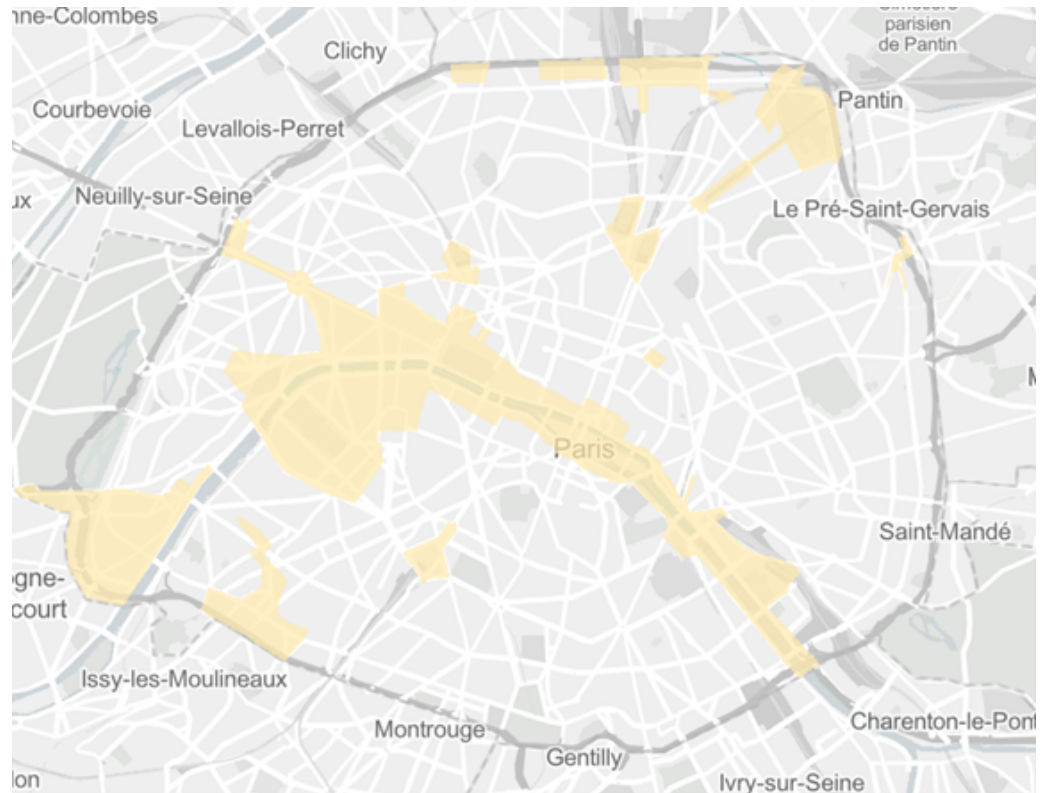 nne-Colombes
parisien
de Pantin
Clichy
Courbevoie
Pantin
Levallois-Perret
Neuilly-sur-Seine
ux
Le Pré-Saint-Gervais
M
Paris
Saint-Mandé
ogne-
court
Issy-les-Moulineaux
Montrouge
Charenton-le-Pont
Gentilly
lon
Ivry-sur-Seine